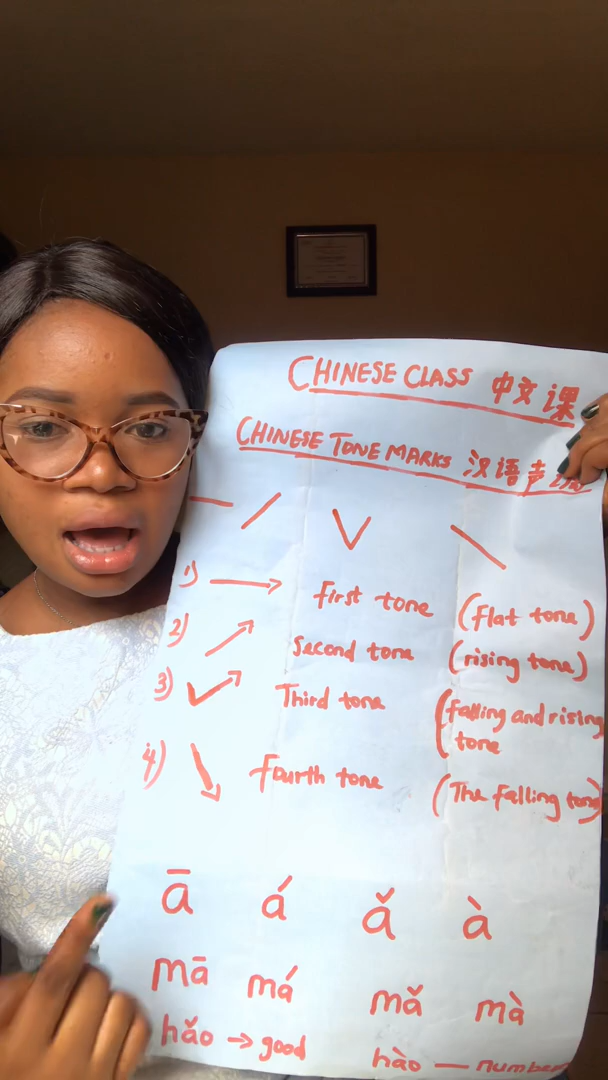 CHINESE CLASS 中文课
CHINESE TONE MARKS 汉语声
1) → First tone (Flat tone)
2) Second tone (rising tone)
3) Third tone (falling and rising tone
4) Fourth tone (The falling tone)
ā á ǎ à
mā má mǎ mà
hǎo → good hào — number